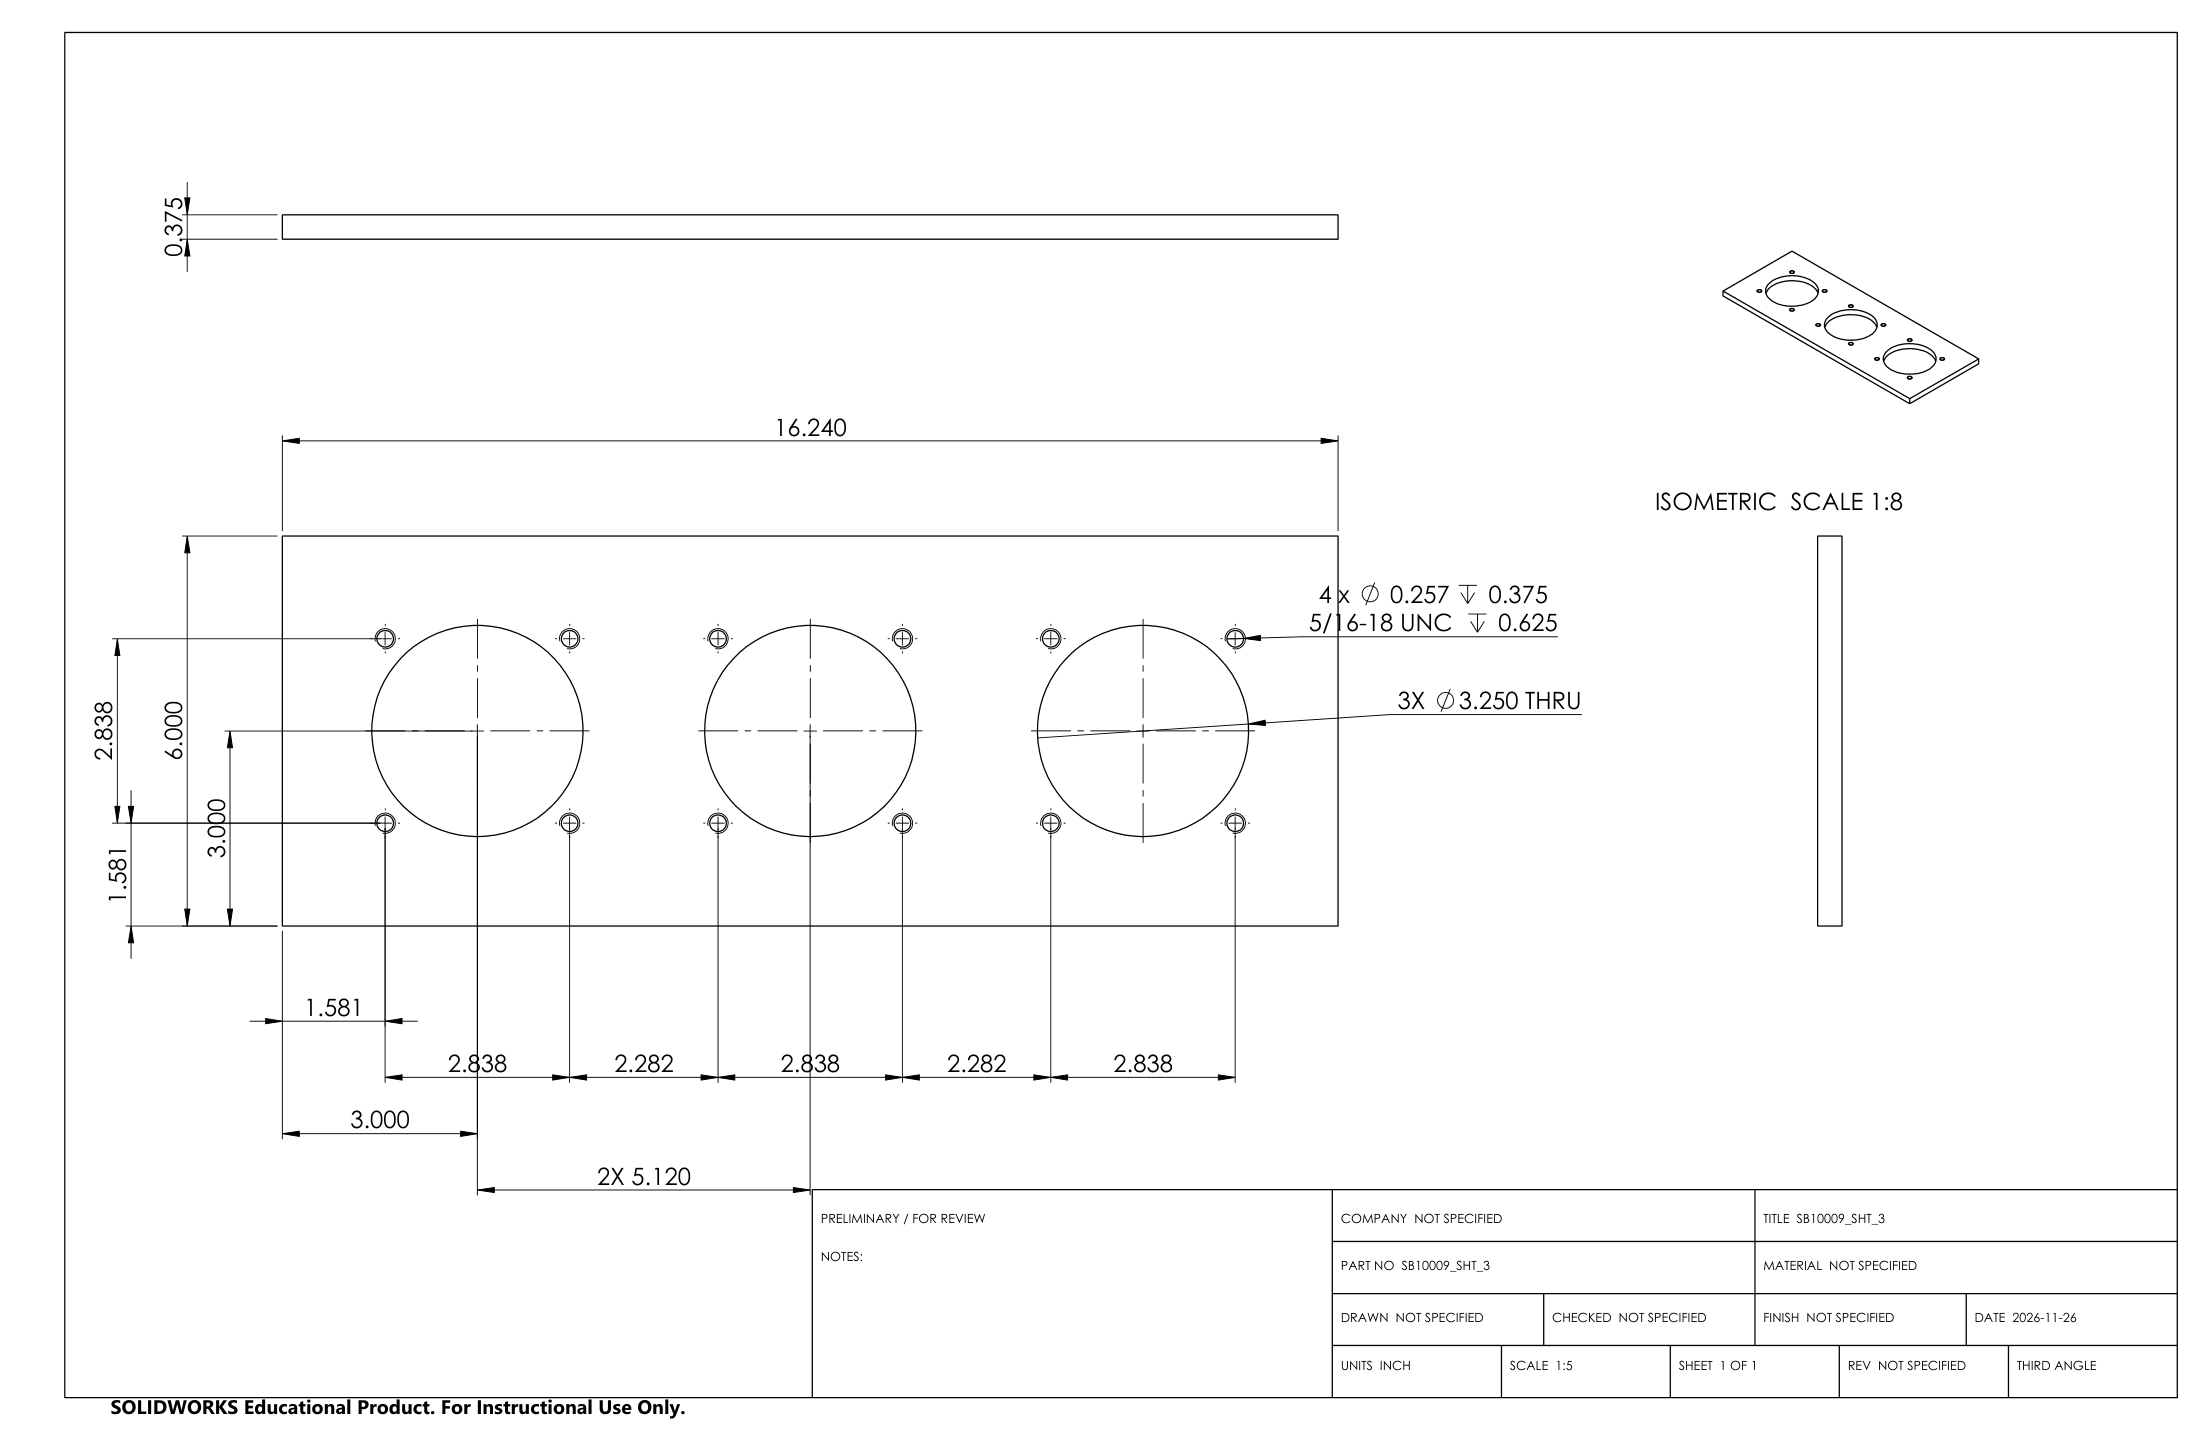 0.375
16.240
ISOMETRIC  SCALE 1:8
4 x ∅ 0.257 ↧ 0.375
5/16-18 UNC ↧ 0.625
3X ∅3.250 THRU
2.838
6.000
3.000
1.581
1.581
2.838
2.282
2.838
2.282
2.838
3.000
2X 5.120
PRELIMINARY / FOR REVIEW
NOTES:
COMPANY  NOT SPECIFIED
TITLE  SB10009_SHT_3
PART NO  SB10009_SHT_3
MATERIAL  NOT SPECIFIED
DRAWN  NOT SPECIFIED
CHECKED  NOT SPECIFIED
FINISH  NOT SPECIFIED
DATE  2026-11-26
UNITS  INCH
SCALE  1:5
SHEET  1 OF 1
REV  NOT SPECIFIED
THIRD ANGLE
SOLIDWORKS Educational Product. For Instructional Use Only.